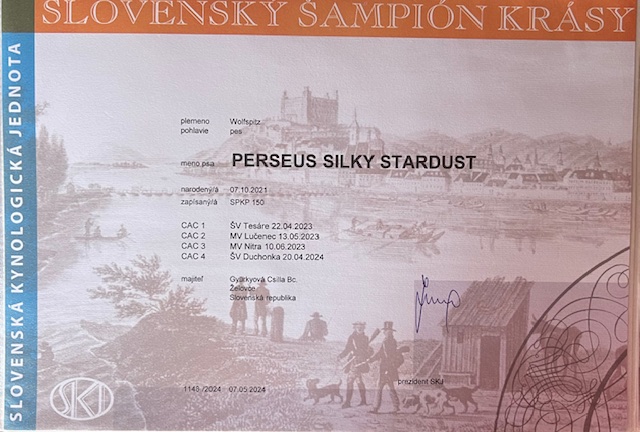 SLOVENSKÝ ŠAMPIÓN KRÁSY
SLOVENSKÁ KYNOLOGICKÁ JEDNOTA
plemeno Wolfspitz
pohlavie pes
meno psa PERSEUS SILKY STARDUST
narodený/á 07.10.2021
zapísaný/á SPKP 150
CAC 1 ŠV Tesáre 22.04.2023
CAC 2 MV Lučenec 13.05.2023
CAC 3 MV Nitra 10.06.2023
CAC 4 ŠV Duchonka 20.04.2024
majiteľ Gyürkyová Csilla Bc.
Želovce
Slovenská republika
1148 /2024 07.05.2024
prezident SKJ
SKJ